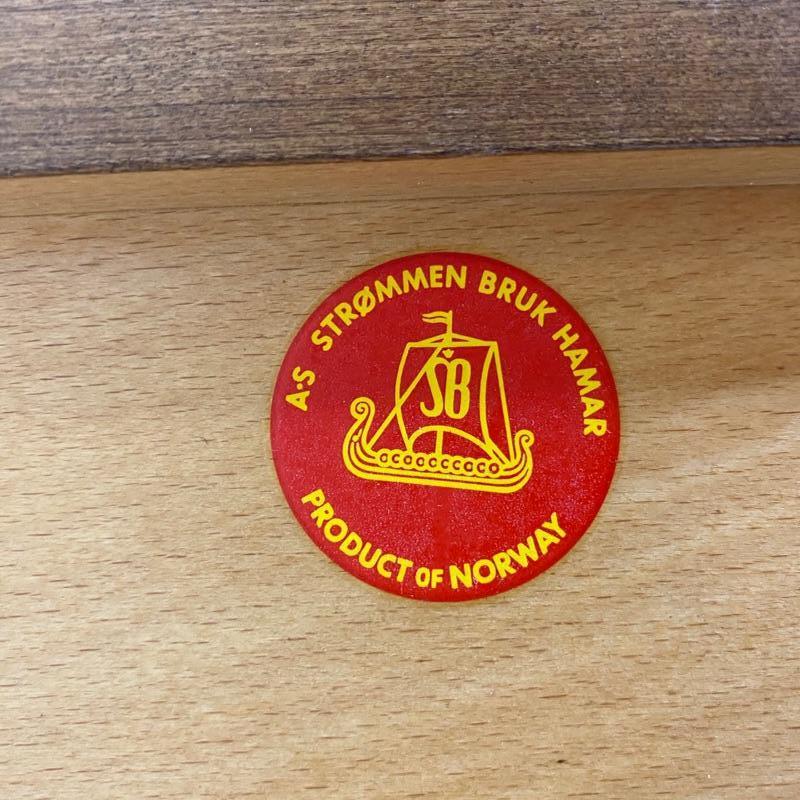 A·S STRØMMEN BRUK HAMAR
SB
PRODUCT OF NORWAY